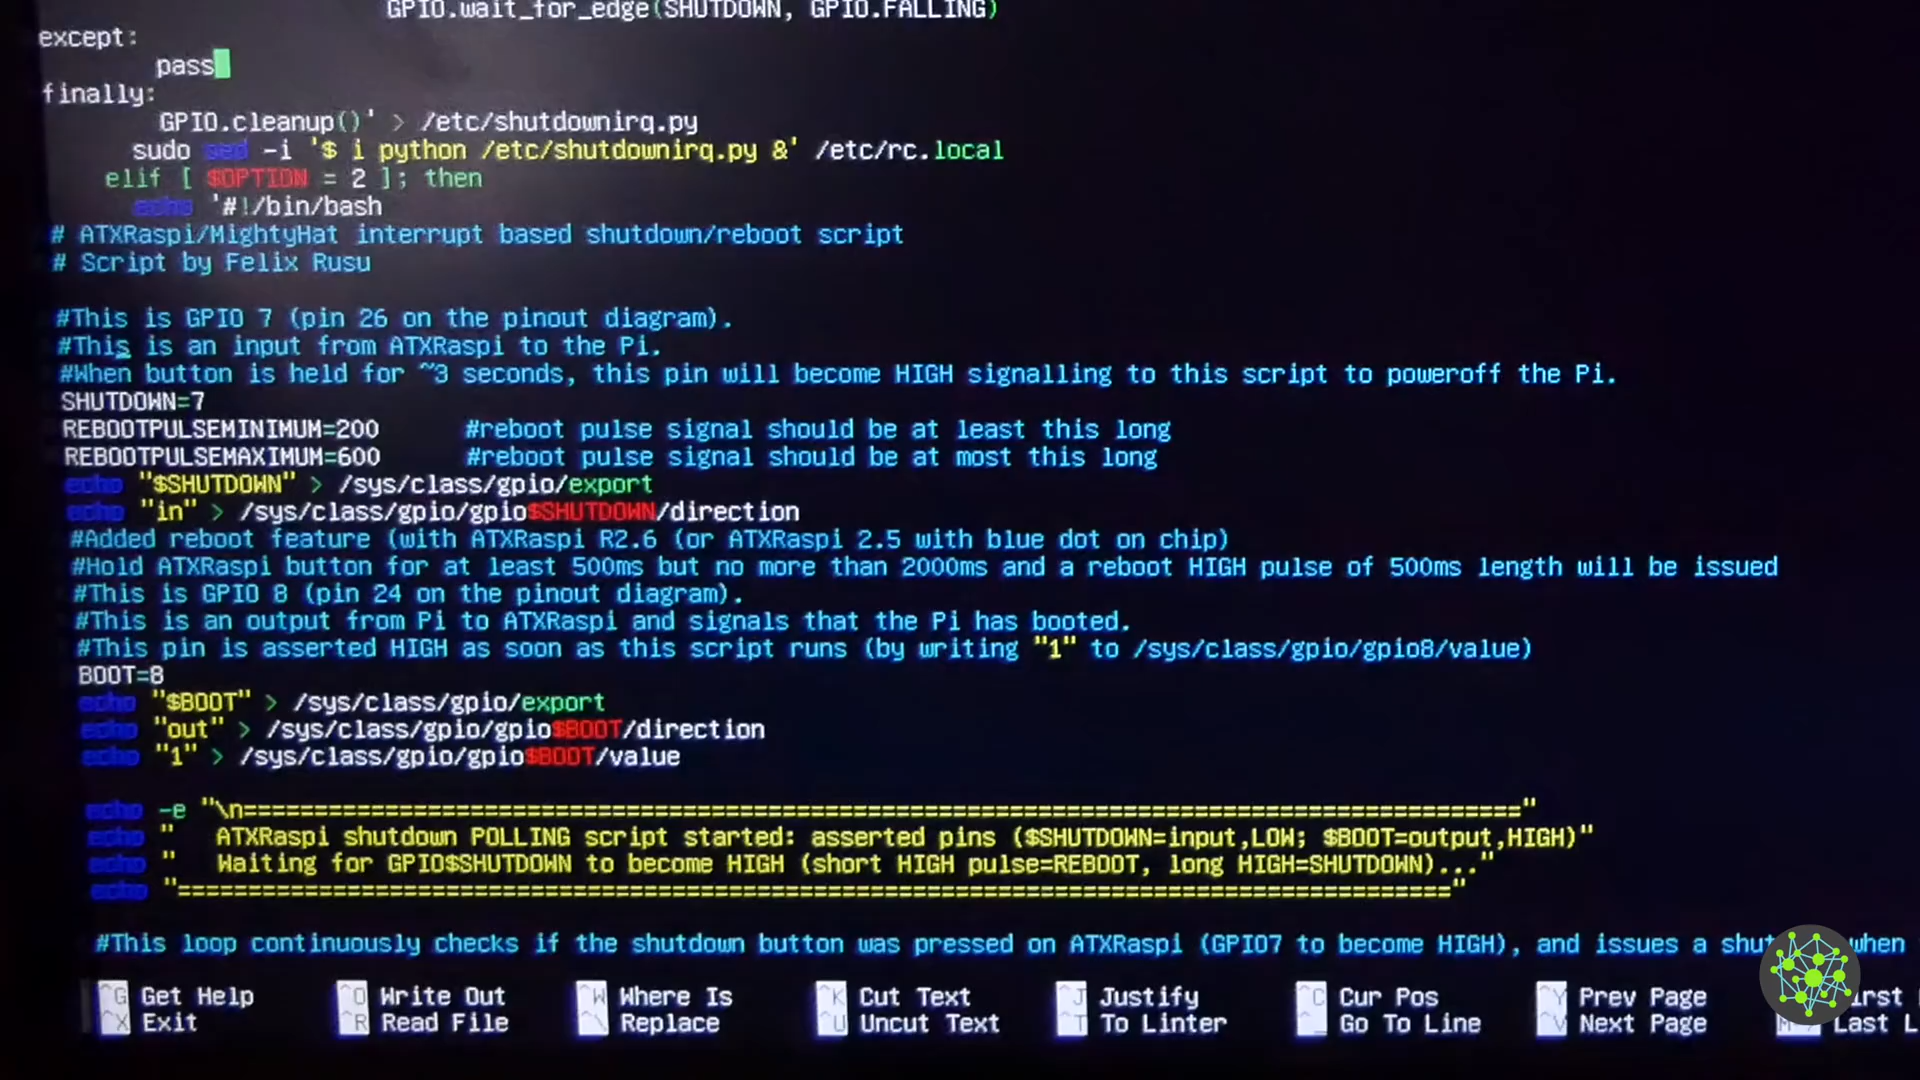 GPIO.wait_for_edge(SHUTDOWN, GPIO.FALLING)
except:
pass
finally:
GPIO.cleanup()' > /etc/shutdownirq.py
sudo sed -i '$ i python /etc/shutdownirq.py &' /etc/rc.local
elif [ $OPTION = 2 ]; then
echo '#!/bin/bash
# ATXRaspi/MightyHat interrupt based shutdown/reboot script
# Script by Felix Rusu
#This is GPIO 7 (pin 26 on the pinout diagram).
#This is an input from ATXRaspi to the Pi.
#When button is held for ~3 seconds, this pin will become HIGH signalling to this script to poweroff the Pi.
SHUTDOWN=7
REBOOTPULSEMINIMUM=200 #reboot pulse signal should be at least this long
REBOOTPULSEMAXIMUM=600 #reboot pulse signal should be at most this long
echo "$SHUTDOWN" > /sys/class/gpio/export
echo "in" > /sys/class/gpio/gpio$SHUTDOWN/direction
#Added reboot feature (with ATXRaspi R2.6 (or ATXRaspi 2.5 with blue dot on chip)
#Hold ATXRaspi button for at least 500ms but no more than 2000ms and a reboot HIGH pulse of 500ms length will be issued
#This is GPIO 8 (pin 24 on the pinout diagram).
#This is an output from Pi to ATXRaspi and signals that the Pi has booted.
#This pin is asserted HIGH as soon as this script runs (by writing "1" to /sys/class/gpio/gpio8/value)
BOOT=8
echo "$BOOT" > /sys/class/gpio/export
echo "out" > /sys/class/gpio/gpio$BOOT/direction
echo "1" > /sys/class/gpio/gpio$BOOT/value
echo -e "\n=========================================================================================="
echo "   ATXRaspi shutdown POLLING script started: asserted pins ($SHUTDOWN=input,LOW; $BOOT=output,HIGH)"
echo "   Waiting for GPIO$SHUTDOWN to become HIGH (short HIGH pulse=REBOOT, long HIGH=SHUTDOWN)..."
echo "=========================================================================================="
#This loop continuously checks if the shutdown button was pressed on ATXRaspi (GPIO7 to become HIGH), and issues a when
^G Get Help ^O Write Out ^W Where Is ^K Cut Text ^J Justify ^C Cur Pos ^Y Prev Page
^X Exit ^R Read File ^\ Replace ^U Uncut Text ^T To Linter ^_ Go To Line ^V Next Page Last